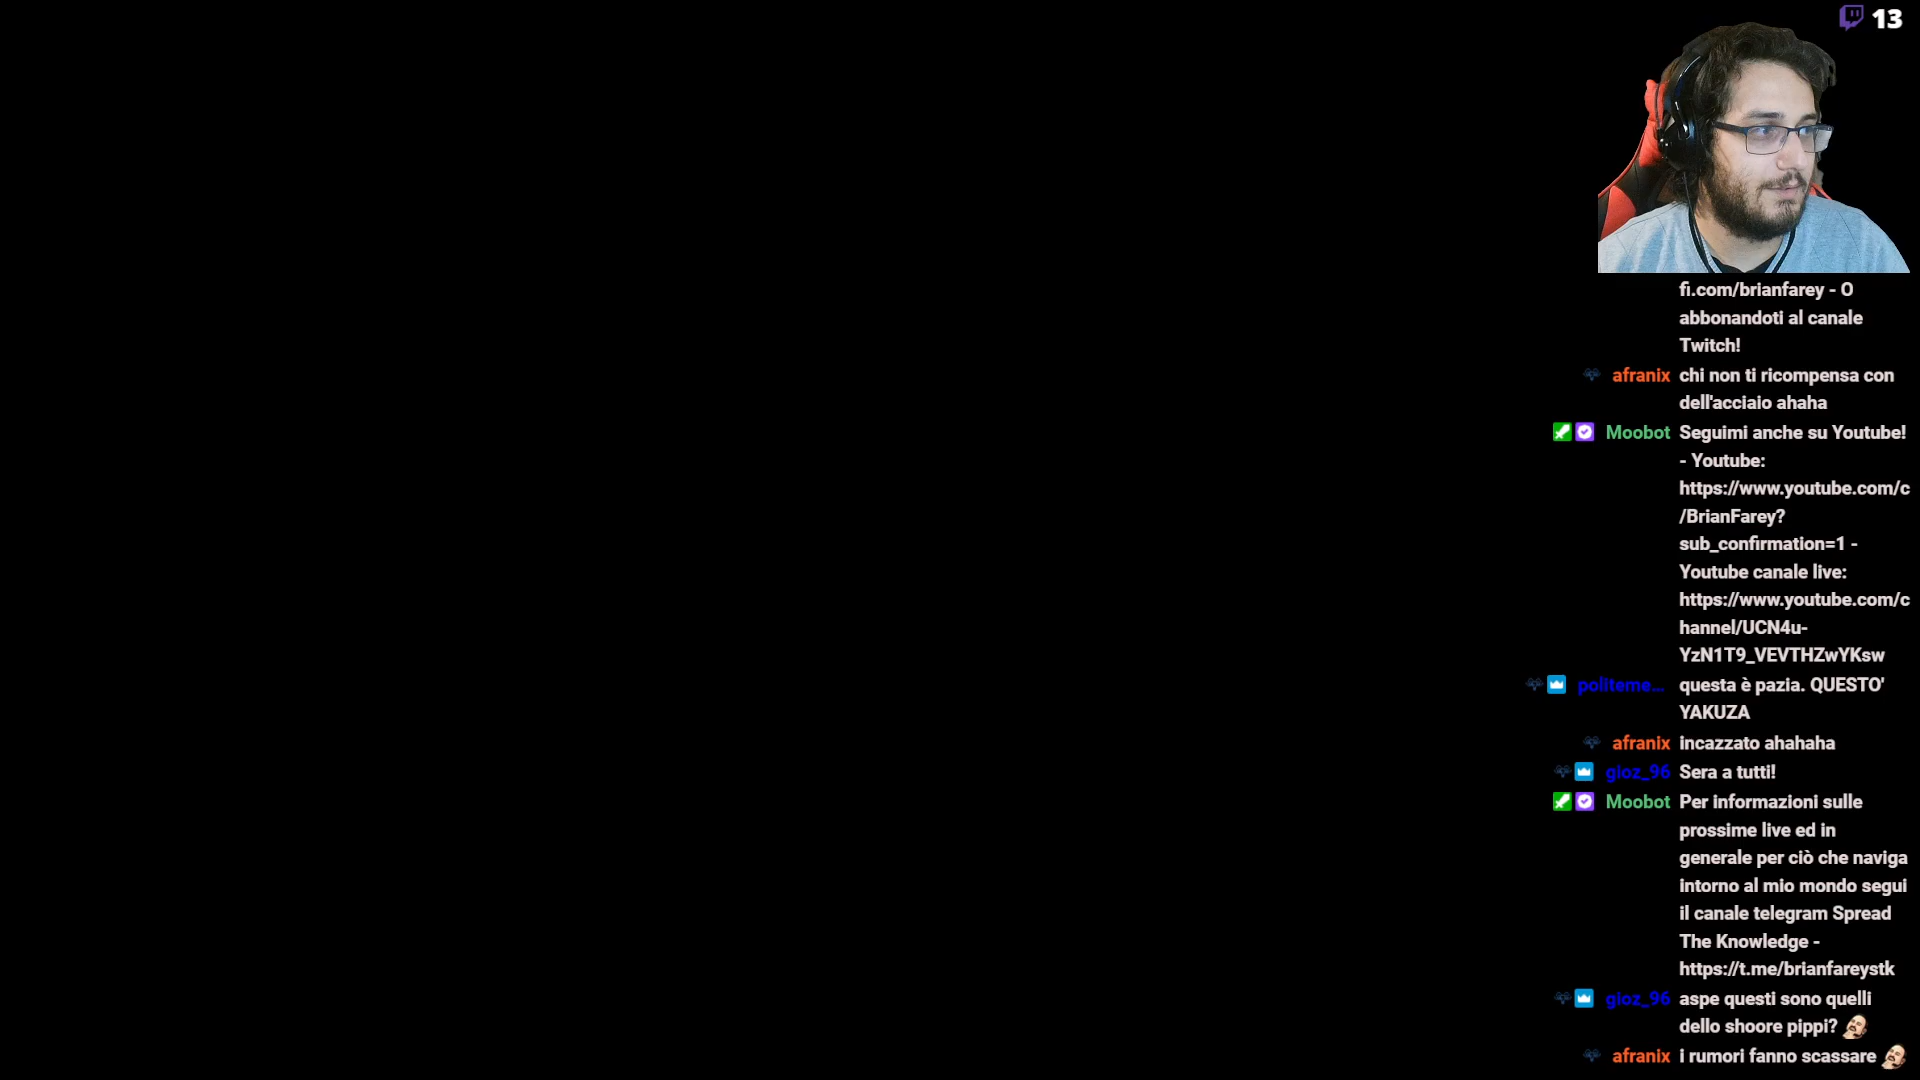 13
fi.com/brianfarey - O
abbonandoti al canale
Twitch!
afranix chi non ti ricompensa con
dell'acciaio ahaha
Moobot Seguimi anche su Youtube!
- Youtube:
https://www.youtube.com/c
/BrianFarey?
sub_confirmation=1 -
Youtube canale live:
https://www.youtube.com/c
hannel/UCN4u-
YzN1T9_VEVTHZwYKsw
politeme... questa è pazia. QUESTO'
YAKUZA
afranix incazzato ahahaha
gioz_96 Sera a tutti!
Moobot Per informazioni sulle
prossime live ed in
generale per ciò che naviga
intorno al mio mondo segui
il canale telegram Spread
The Knowledge -
https://t.me/brianfareystk
gioz_96 aspe questi sono quelli
dello shoore pippi?
afranix i rumori fanno scassare